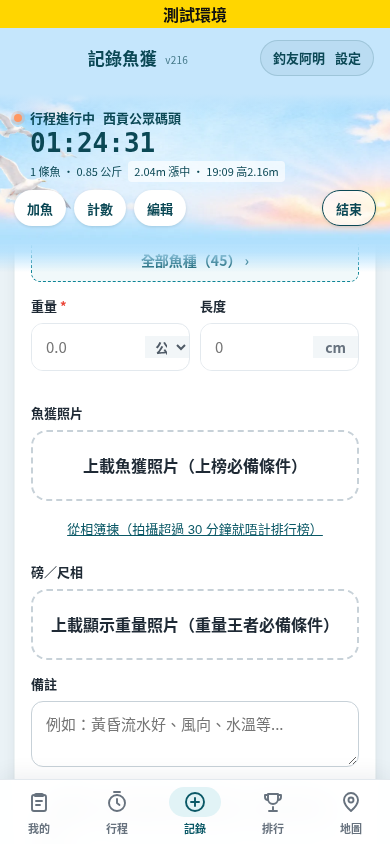 測試環境
記錄魚獲 v216
釣友阿明 設定
行程進行中 西貢公眾碼頭
01:24:31
1 條魚 · 0.85 公斤 2.04m 漲中 · 19:09 高2.16m
加魚 計數 編輯 結束
全部魚種（45） ›
重量 * 長度
0.0 公 0 cm
魚獲照片
上載魚獲照片（上榜必備條件）
從相簿揀（拍攝超過 30 分鐘就唔計排行榜）
磅／尺相
上載顯示重量照片（重量王者必備條件）
備註
例如：黃昏流水好、風向、水溫等...
我的 行程 記錄 排行 地圖